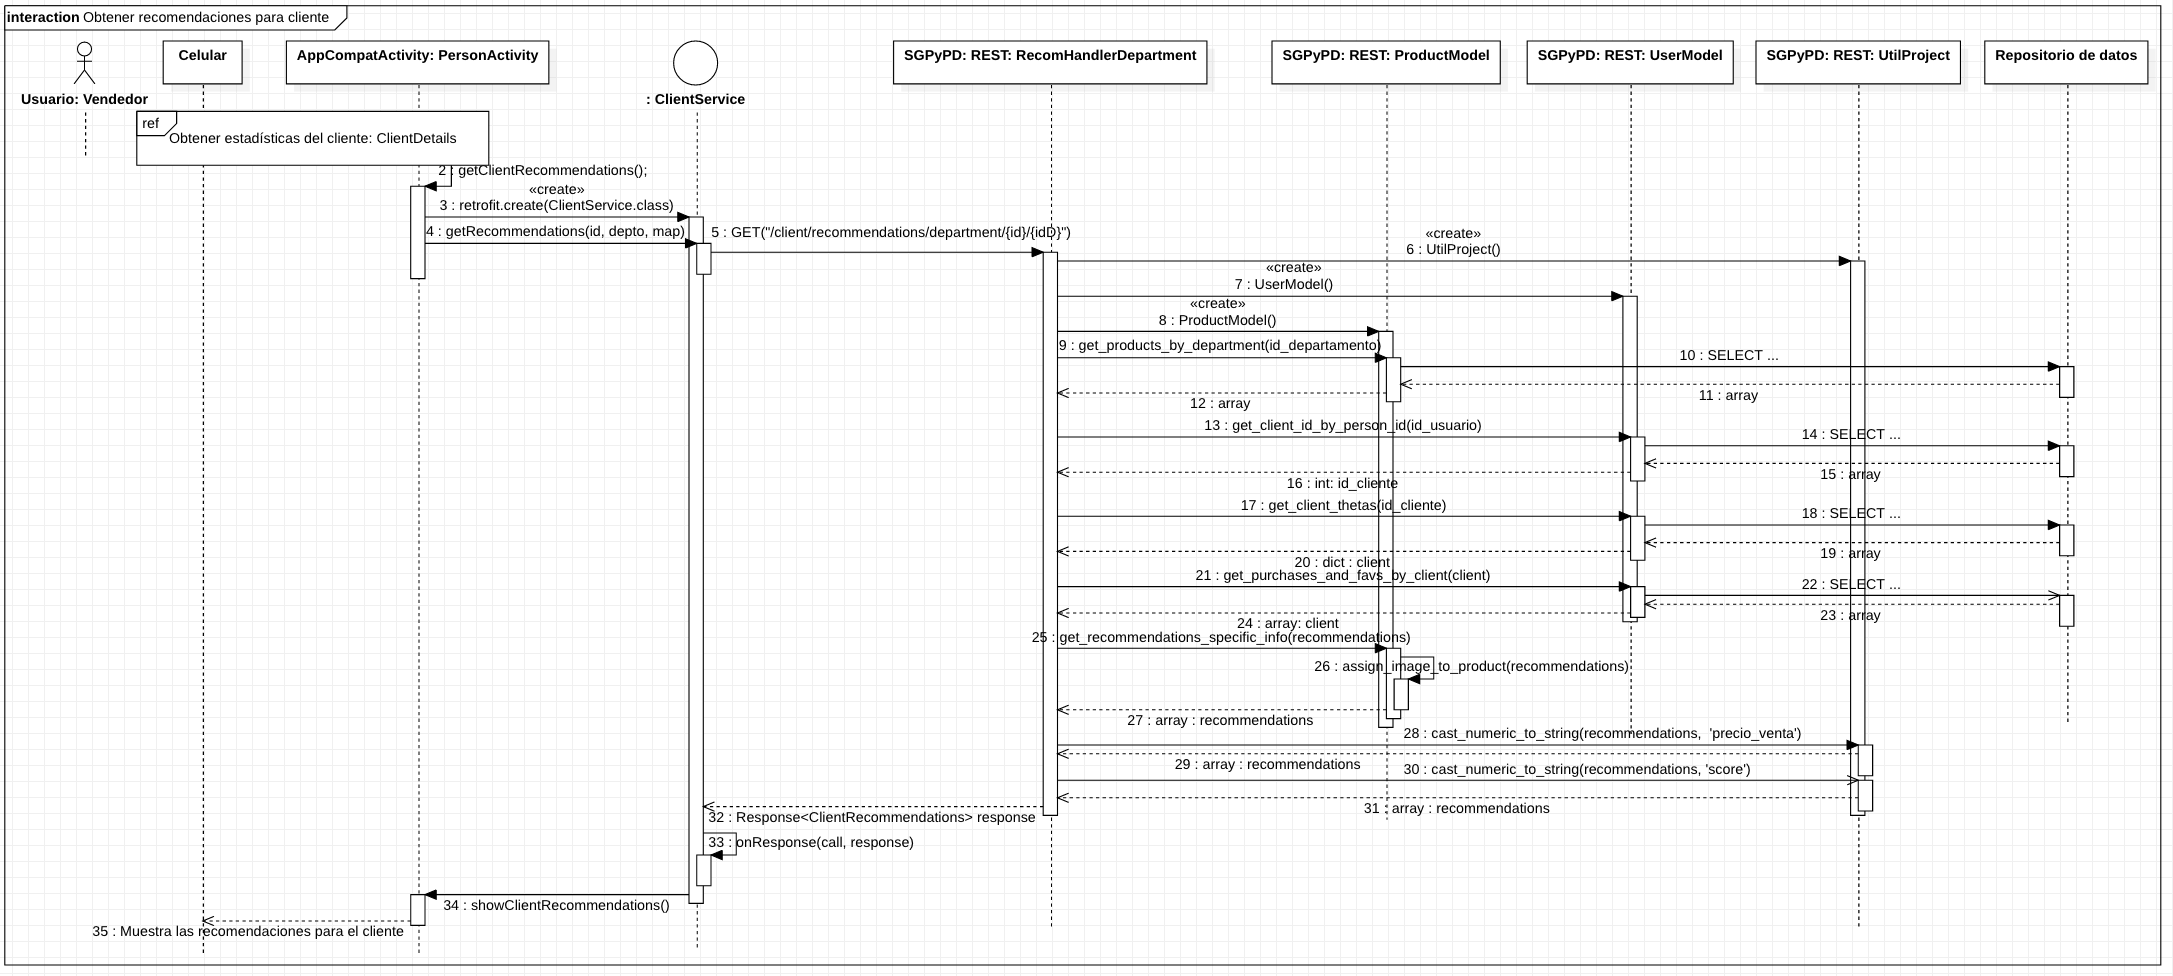 interaction Obtener recomendaciones para cliente
Usuario: Vendedor
Celular
AppCompatActivity: PersonActivity
: ClientService
SGPyPD: REST: RecomHandlerDepartment
SGPyPD: REST: ProductModel
SGPyPD: REST: UserModel
SGPyPD: REST: UtilProject
Repositorio de datos
ref
Obtener estadísticas del cliente: ClientDetails
2 : getClientRecommendations();
«create»
3 : retrofit.create(ClientService.class)
4 : getRecommendations(id, depto, map)
5 : GET("/client/recommendations/department/{id}/{idD}")
«create»
6 : UtilProject()
«create»
7 : UserModel()
«create»
8 : ProductModel()
9 : get_products_by_department(id_departamento)
10 : SELECT ...
11 : array
12 : array
13 : get_client_id_by_person_id(id_usuario)
14 : SELECT ...
15 : array
16 : int: id_cliente
17 : get_client_thetas(id_cliente)
18 : SELECT ...
19 : array
20 : dict : client
21 : get_purchases_and_favs_by_client(client)
22 : SELECT ...
23 : array
24 : array: client
25 : get_recommendations_specific_info(recommendations)
26 : assign_image_to_product(recommendations)
27 : array : recommendations
28 : cast_numeric_to_string(recommendations,  'precio_venta')
29 : array : recommendations
30 : cast_numeric_to_string(recommendations, 'score')
31 : array : recommendations
32 : Response<ClientRecommendations> response
33 : onResponse(call, response)
34 : showClientRecommendations()
35 : Muestra las recomendaciones para el cliente